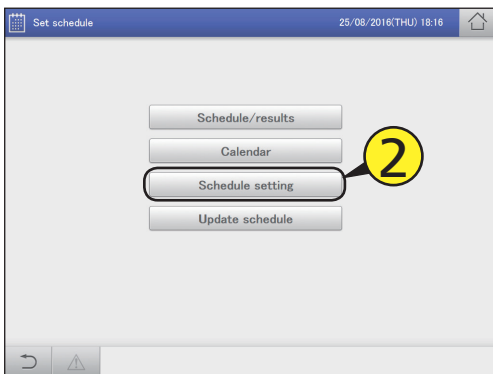 Set schedule 25/08/2016(THU) 18:16
Schedule/results
Calendar
Schedule setting
2
Update schedule